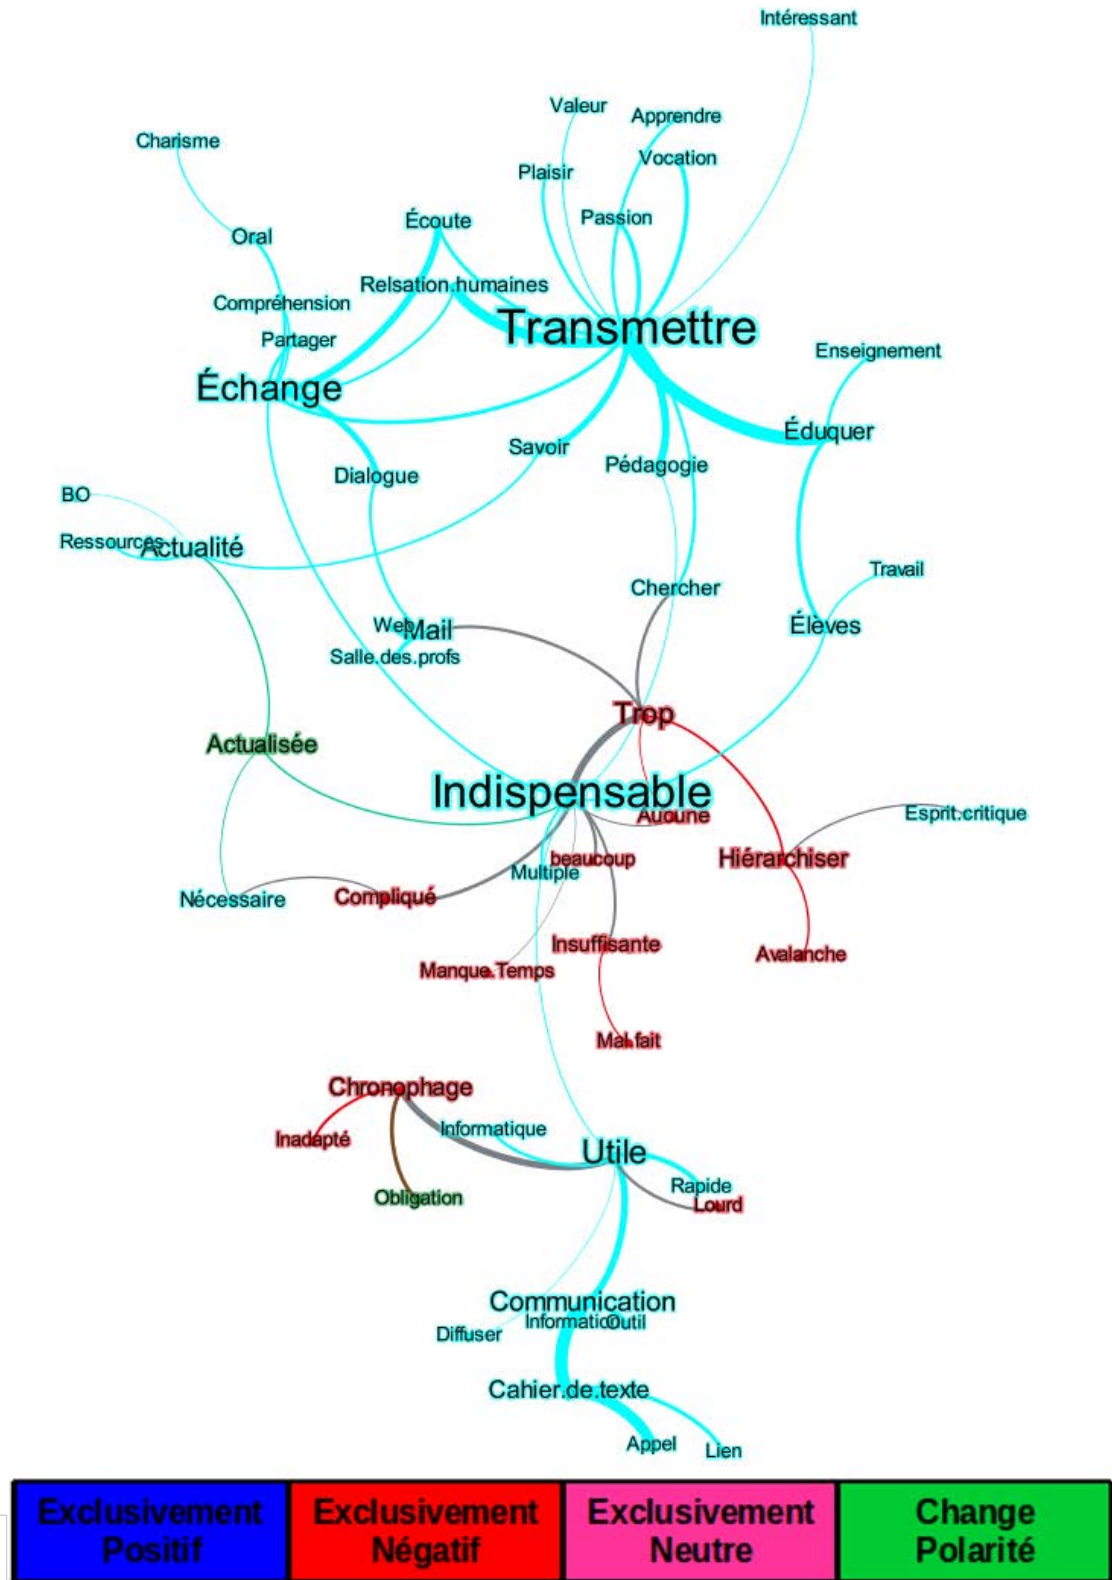 Intéressant
Valeur
Apprendre
Charisme
Vocation
Plaisir
Passion
Écoute
Oral
Relsation.humaines
Compréhension
Transmettre
Partager
Enseignement
Échange
Éduquer
Savoir
Pédagogie
Dialogue
BO
Ressources
Actualité
Travail
Chercher
Web
Mail
Élèves
Salle.des.profs
Trop
Actualisée
Indispensable
Aucune
Esprit.critique
beaucoup
Hiérarchiser
Multiple
Compliqué
Nécessaire
Insuffisante
Avalanche
Manque.Temps
Mal.fait
Chronophage
Informatique
Inadapté
Utile
Rapide
Obligation
Lourd
Communication
Information
Outil
Diffuser
Cahier.de.texte
Appel
Lien
Exclusivement
Positif
Exclusivement
Négatif
Exclusivement
Neutre
Change
Polarité